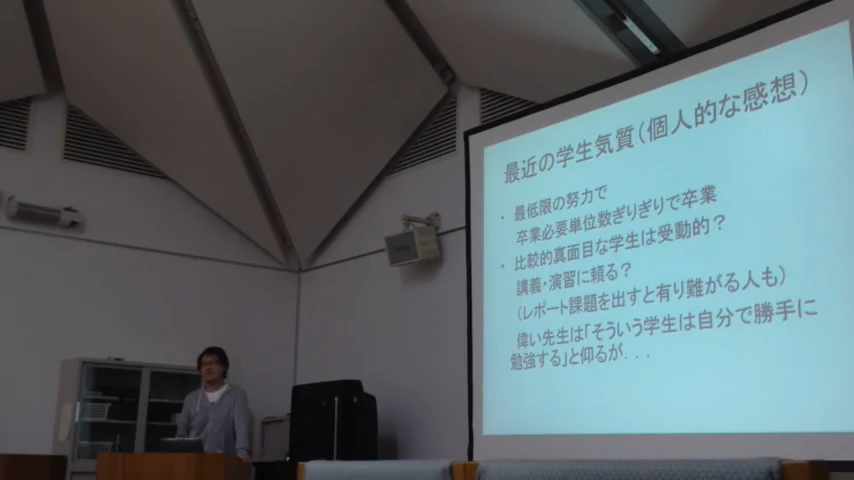 最近の学生気質（個人的な感想）
・ 最低限の努力で
卒業必要単位数ぎりぎりで卒業
・ 比較的真面目な学生は受動的？
講義・演習に頼る？
（レポート課題を出すと有り難がる人も）
偉い先生は「そういう学生は自分で勝手に
勉強する」と仰るが．．．